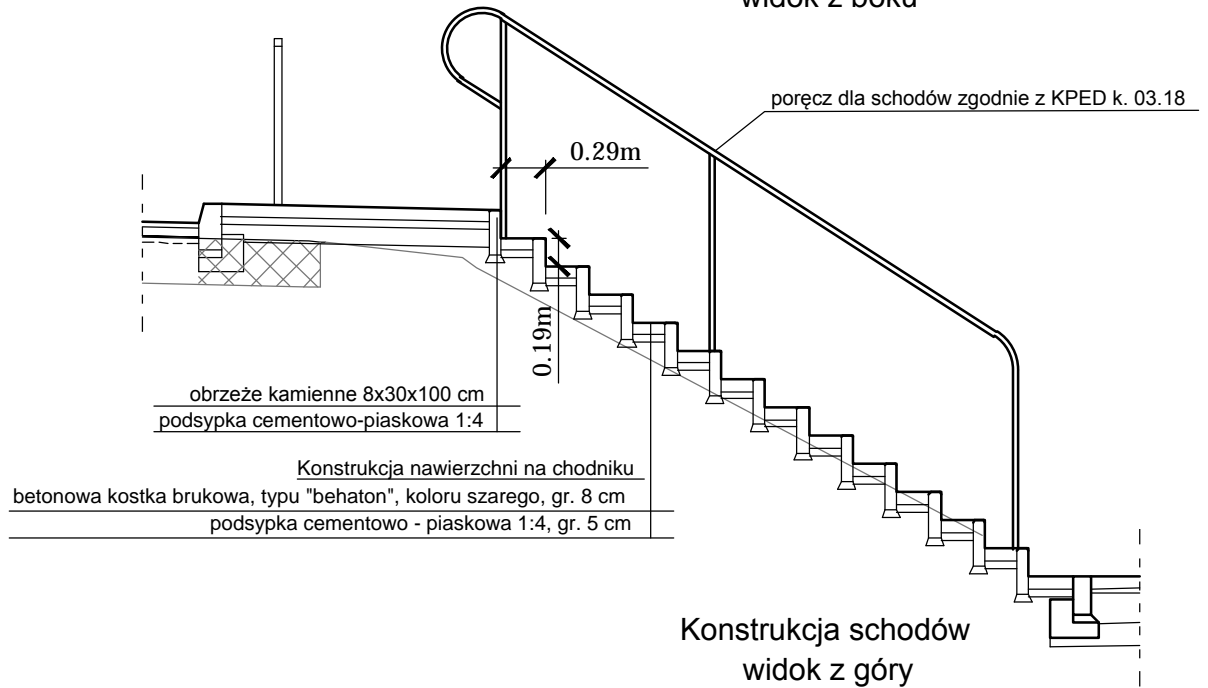 widok z boku
poręcz dla schodów zgodnie z KPED k. 03.18
0.29m
0.19m
obrzeże kamienne 8x30x100 cm
podsypka cementowo-piaskowa 1:4
Konstrukcja nawierzchni na chodniku
betonowa kostka brukowa, typu "behaton", koloru szarego, gr. 8 cm
podsypka cementowo - piaskowa 1:4, gr. 5 cm
Konstrukcja schodów
widok z góry